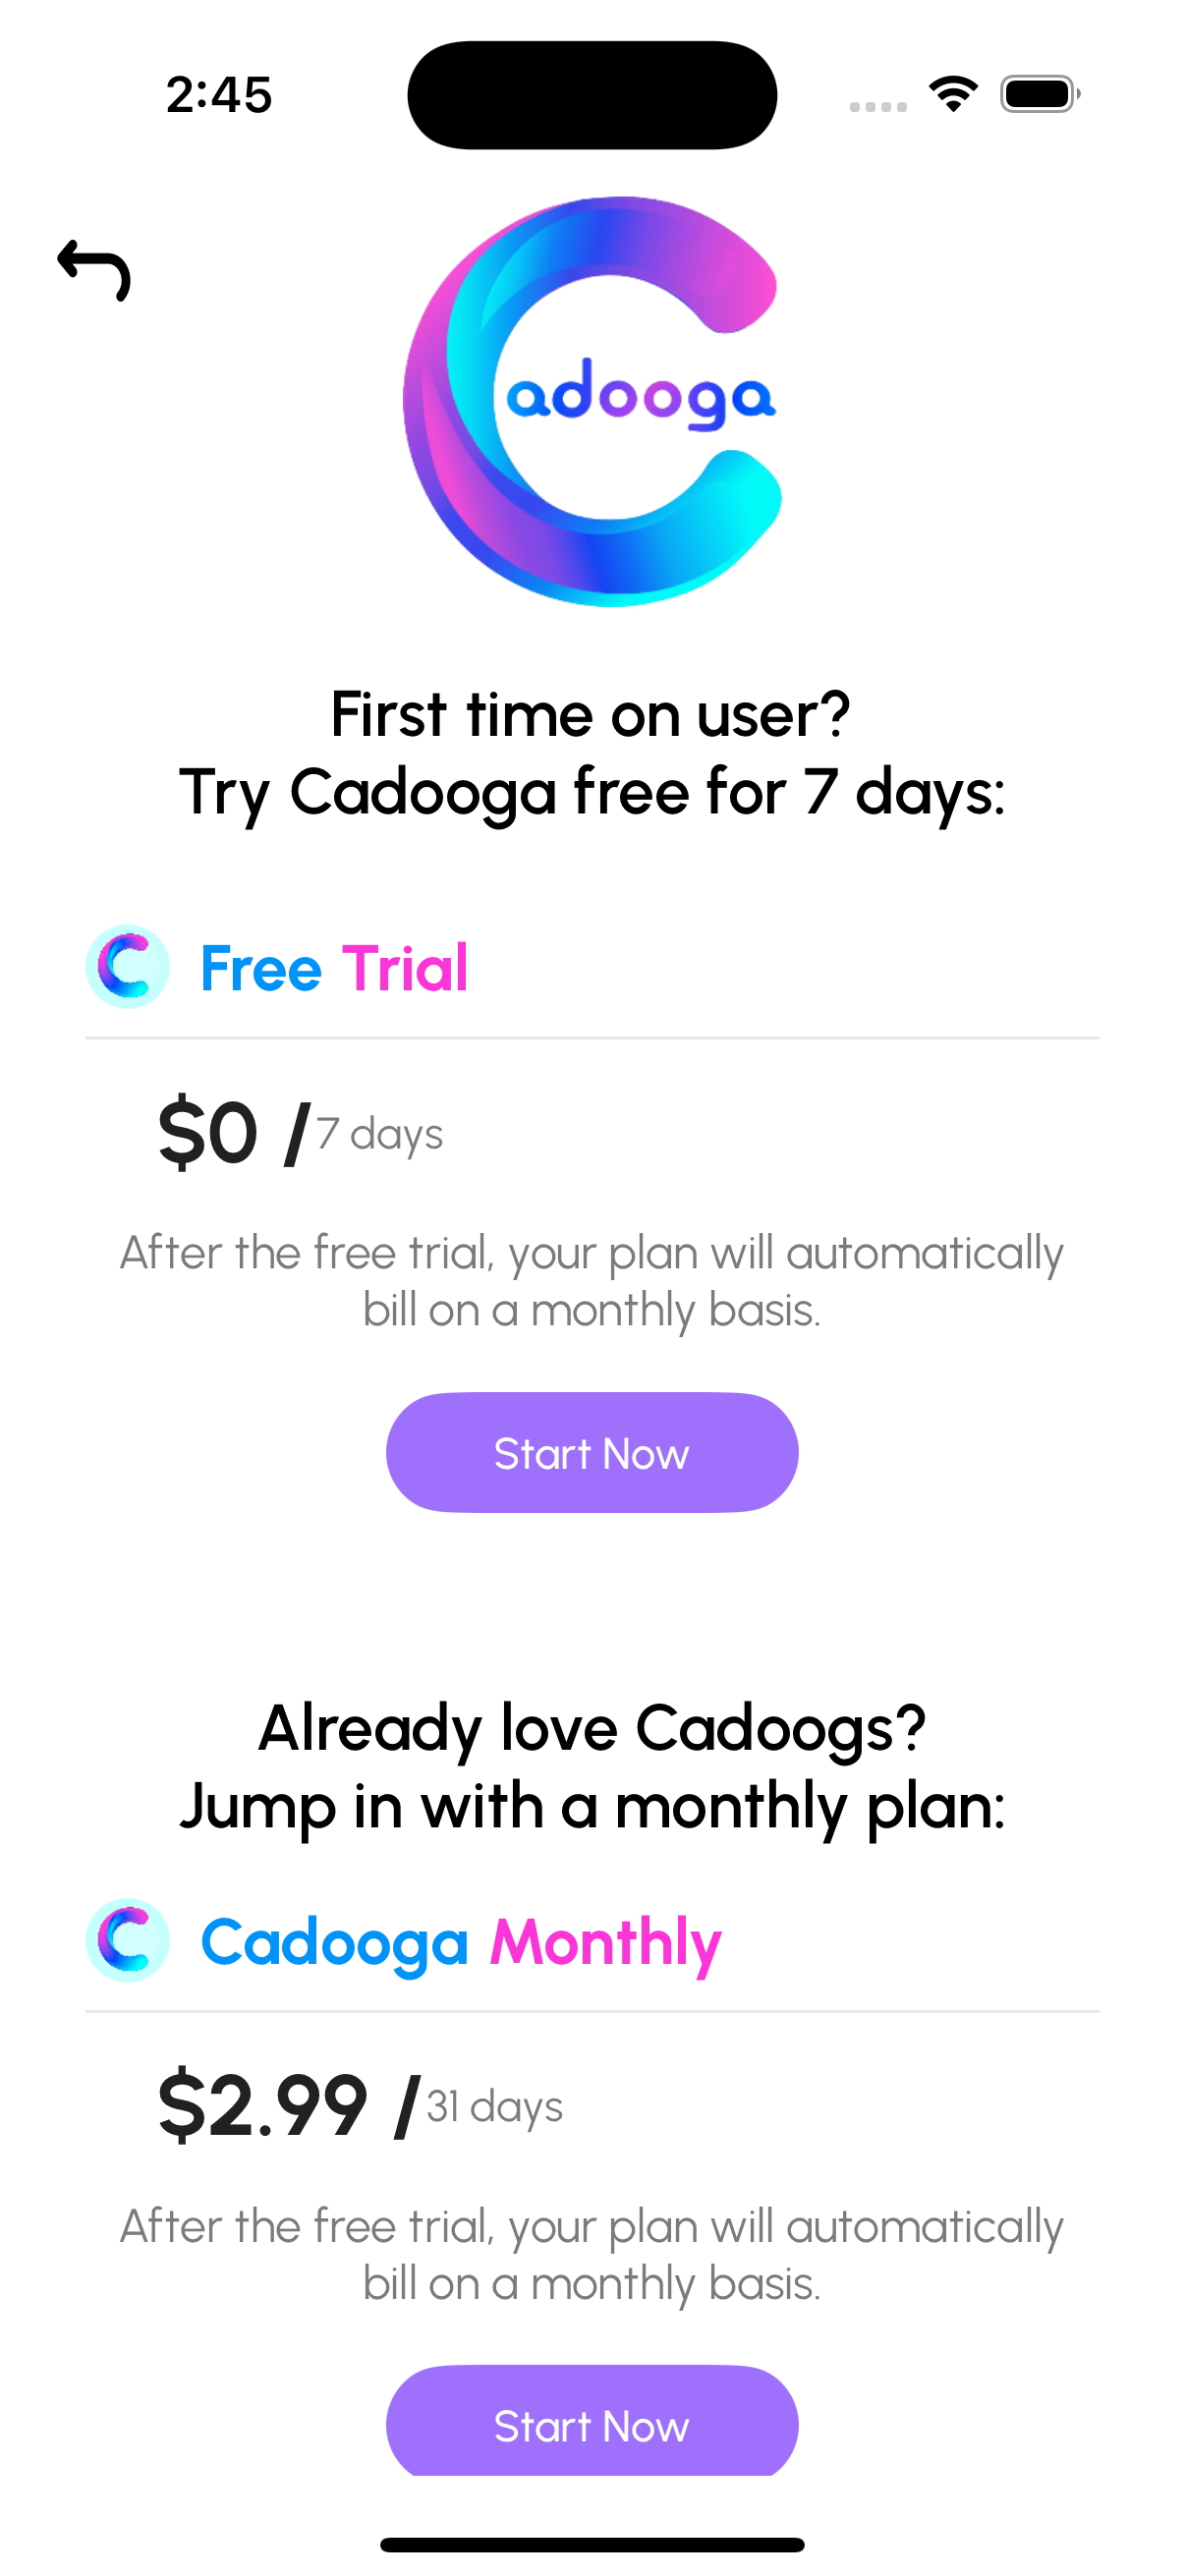 2:45
adooga
First time on user?
Try Cadooga free for 7 days:
Free Trial
$0 /7 days
After the free trial, your plan will automatically
bill on a monthly basis.
Start Now
Already love Cadoogs?
Jump in with a monthly plan:
Cadooga Monthly
$2.99 /31 days
After the free trial, your plan will automatically
bill on a monthly basis.
Start Now